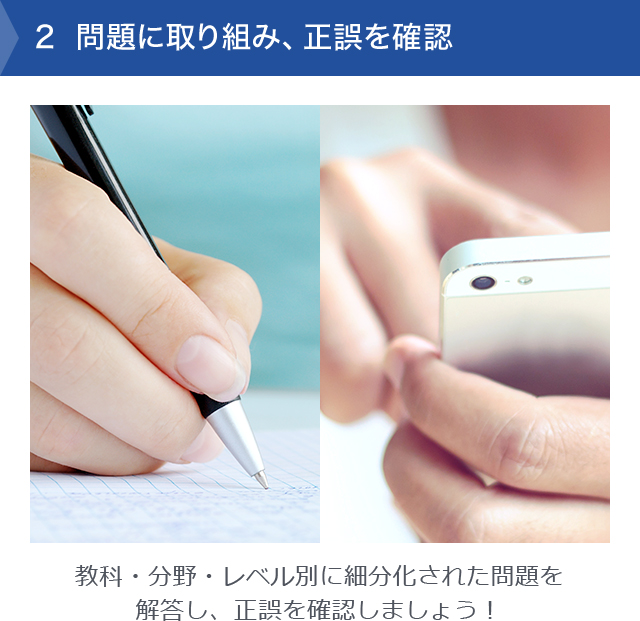 2 問題に取り組み、正誤を確認
教科・分野・レベル別に細分化された問題を
解答し、正誤を確認しましょう！